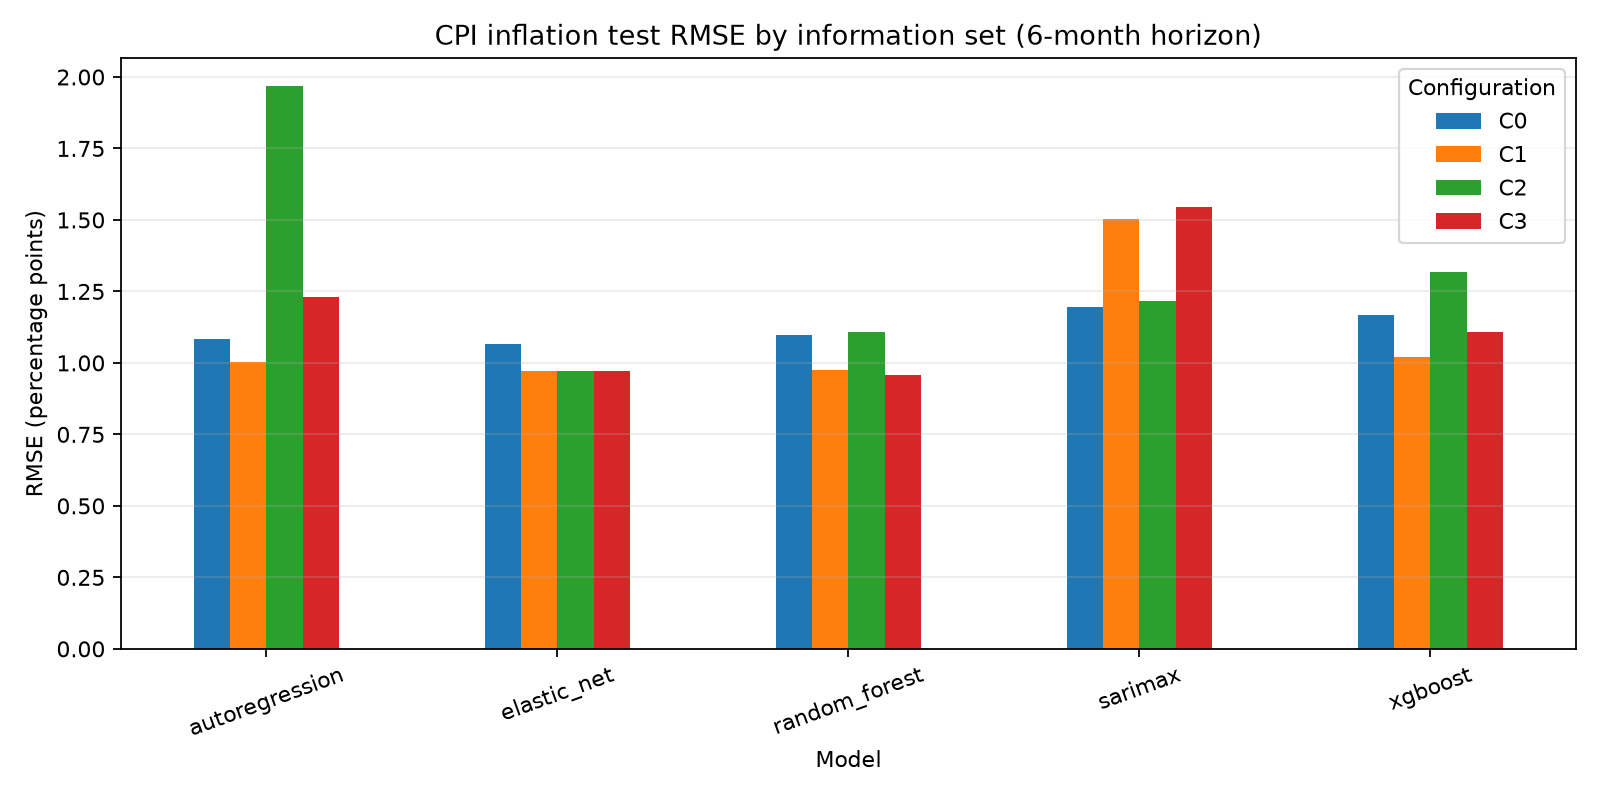 CPI inflation test RMSE by information set (6-month horizon)
Configuration
C0
C1
C2
C3
RMSE (percentage points)
2.00
1.75
1.50
1.25
1.00
0.75
0.50
0.25
0.00
autoregression
elastic_net
random_forest
sarimax
xgboost
Model